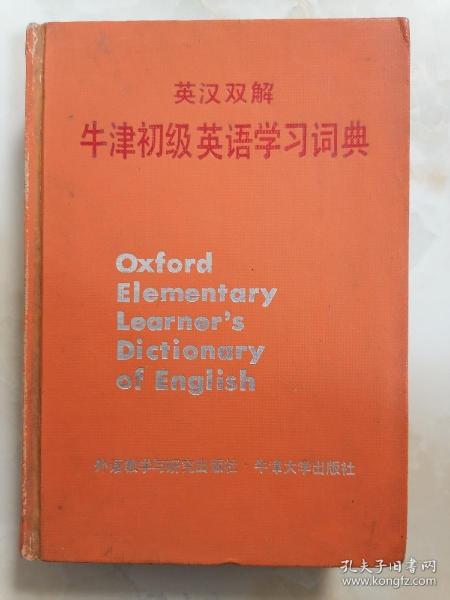 英汉双解
牛津初级英语学习词典
Oxford
Elementary
Learner's
Dictionary
of English
外语教学与研究出版社·牛津大学出版社
孔夫子旧书网
www.kongfz.com